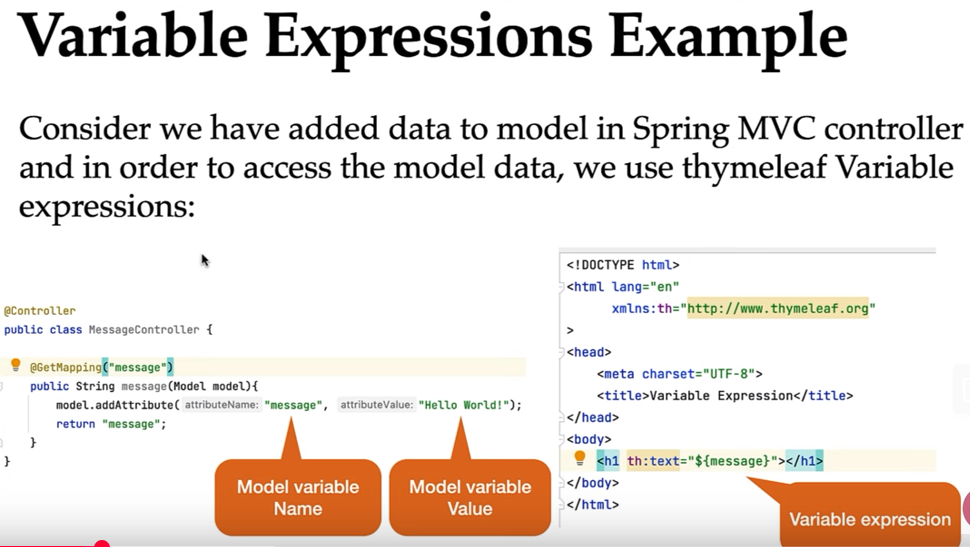 Variable Expressions Example
Consider we have added data to model in Spring MVC controller
and in order to access the model data, we use thymeleaf Variable
expressions:
@Controller
public class MessageController {
@GetMapping("message")
public String message(Model model){
model.addAttribute( attributeName: "message", attributeValue: "Hello World!");
return "message";
}
}
Model variable
Name
Model variable
Value
<!DOCTYPE html>
<html lang="en"
xmlns:th="http://www.thymeleaf.org"
>
<head>
<meta charset="UTF-8">
<title>Variable Expression</title>
</head>
<body>
<h1 th:text="${message}"></h1>
</body>
</html>
Variable expression